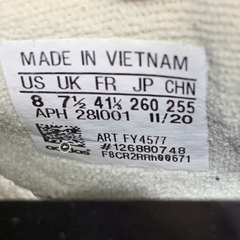 MADE IN VIETNAM
US UK FR JP CHN
8 7½ 41⅓ 260 255
APH 28I001 11/20
ART FY4577
#126880748
F8CR2RRh00671